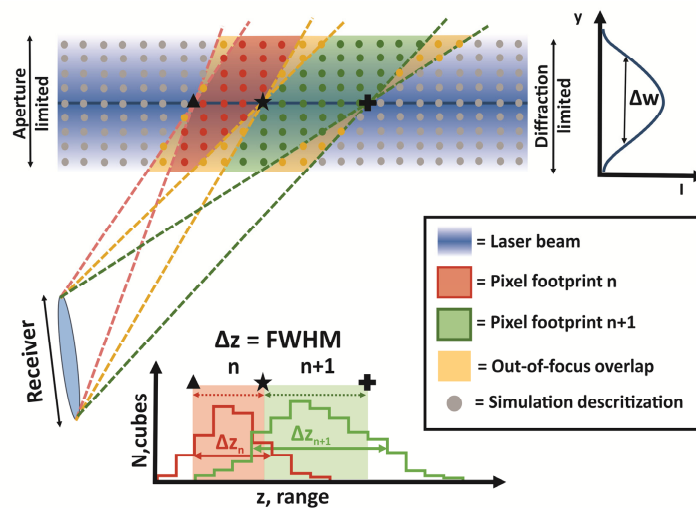 Aperture
limited
Diffraction
limited
y
Δw
I
Receiver
= Laser beam
= Pixel footprint n
= Pixel footprint n+1
= Out-of-focus overlap
= Simulation descritization
Δz = FWHM
n
n+1
Δzn
Δzn+1
N,cubes
z, range